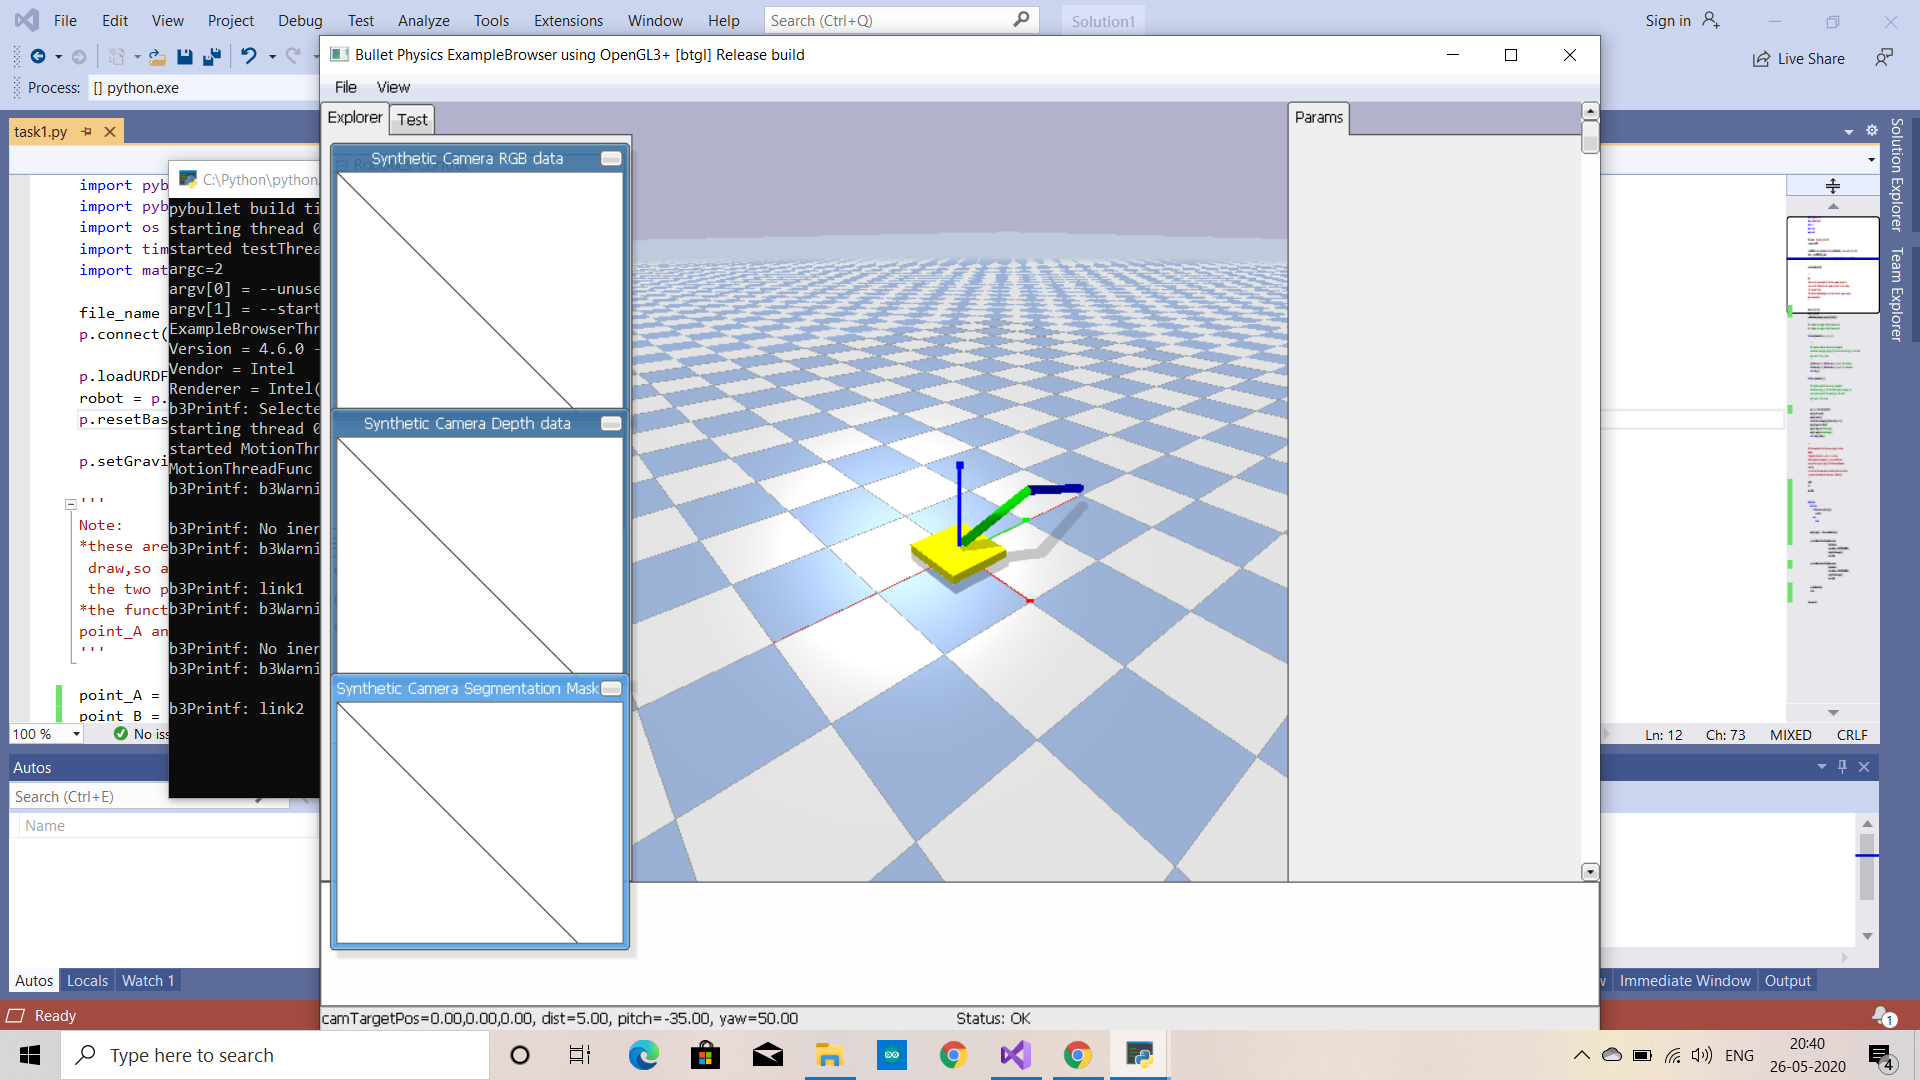 File Edit View Project Debug Test Analyze Tools Extensions Window Help Search (Ctrl+Q) Solution1 Sign in
Live Share
Process: [] python.exe
Bullet Physics ExampleBrowser using OpenGL3+ [btgl] Release build
File View
Explorer Test
Params
task1.py
Synthetic Camera RGB data
Synthetic Camera Depth data
Synthetic Camera Segmentation Mask
C:\Python\python.
import pyb
import pyb
import os
import tim
import mat
file_name
p.connect(
p.loadURDF
robot = p.
p.resetBas
p.setGravi
'''
Note:
*these are
draw,so a
the two p
*the funct
point_A an
'''
point_A =
point_B =
pybullet build ti
starting thread 0
started testThrea
argc=2
argv[0] = --unuse
argv[1] = --start
ExampleBrowserThr
Version = 4.6.0 -
Vendor = Intel
Renderer = Intel(
b3Printf: Selecte
starting thread 0
started MotionThr
MotionThreadFunc
b3Printf: b3Warni
b3Printf: No iner
b3Printf: b3Warni
b3Printf: link1
b3Printf: b3Warni
b3Printf: No iner
b3Printf: b3Warni
b3Printf: link2
Solution Explorer
Team Explorer
100 % No iss
Ln: 12 Ch: 73 MIXED CRLF
Autos
Search (Ctrl+E)
Name
Autos Locals Watch 1
w Immediate Window Output
Ready
1
camTargetPos=0.00,0.00,0.00, dist=5.00, pitch=-35.00, yaw=50.00 Status: OK
Type here to search
ENG
20:40
26-05-2020
4